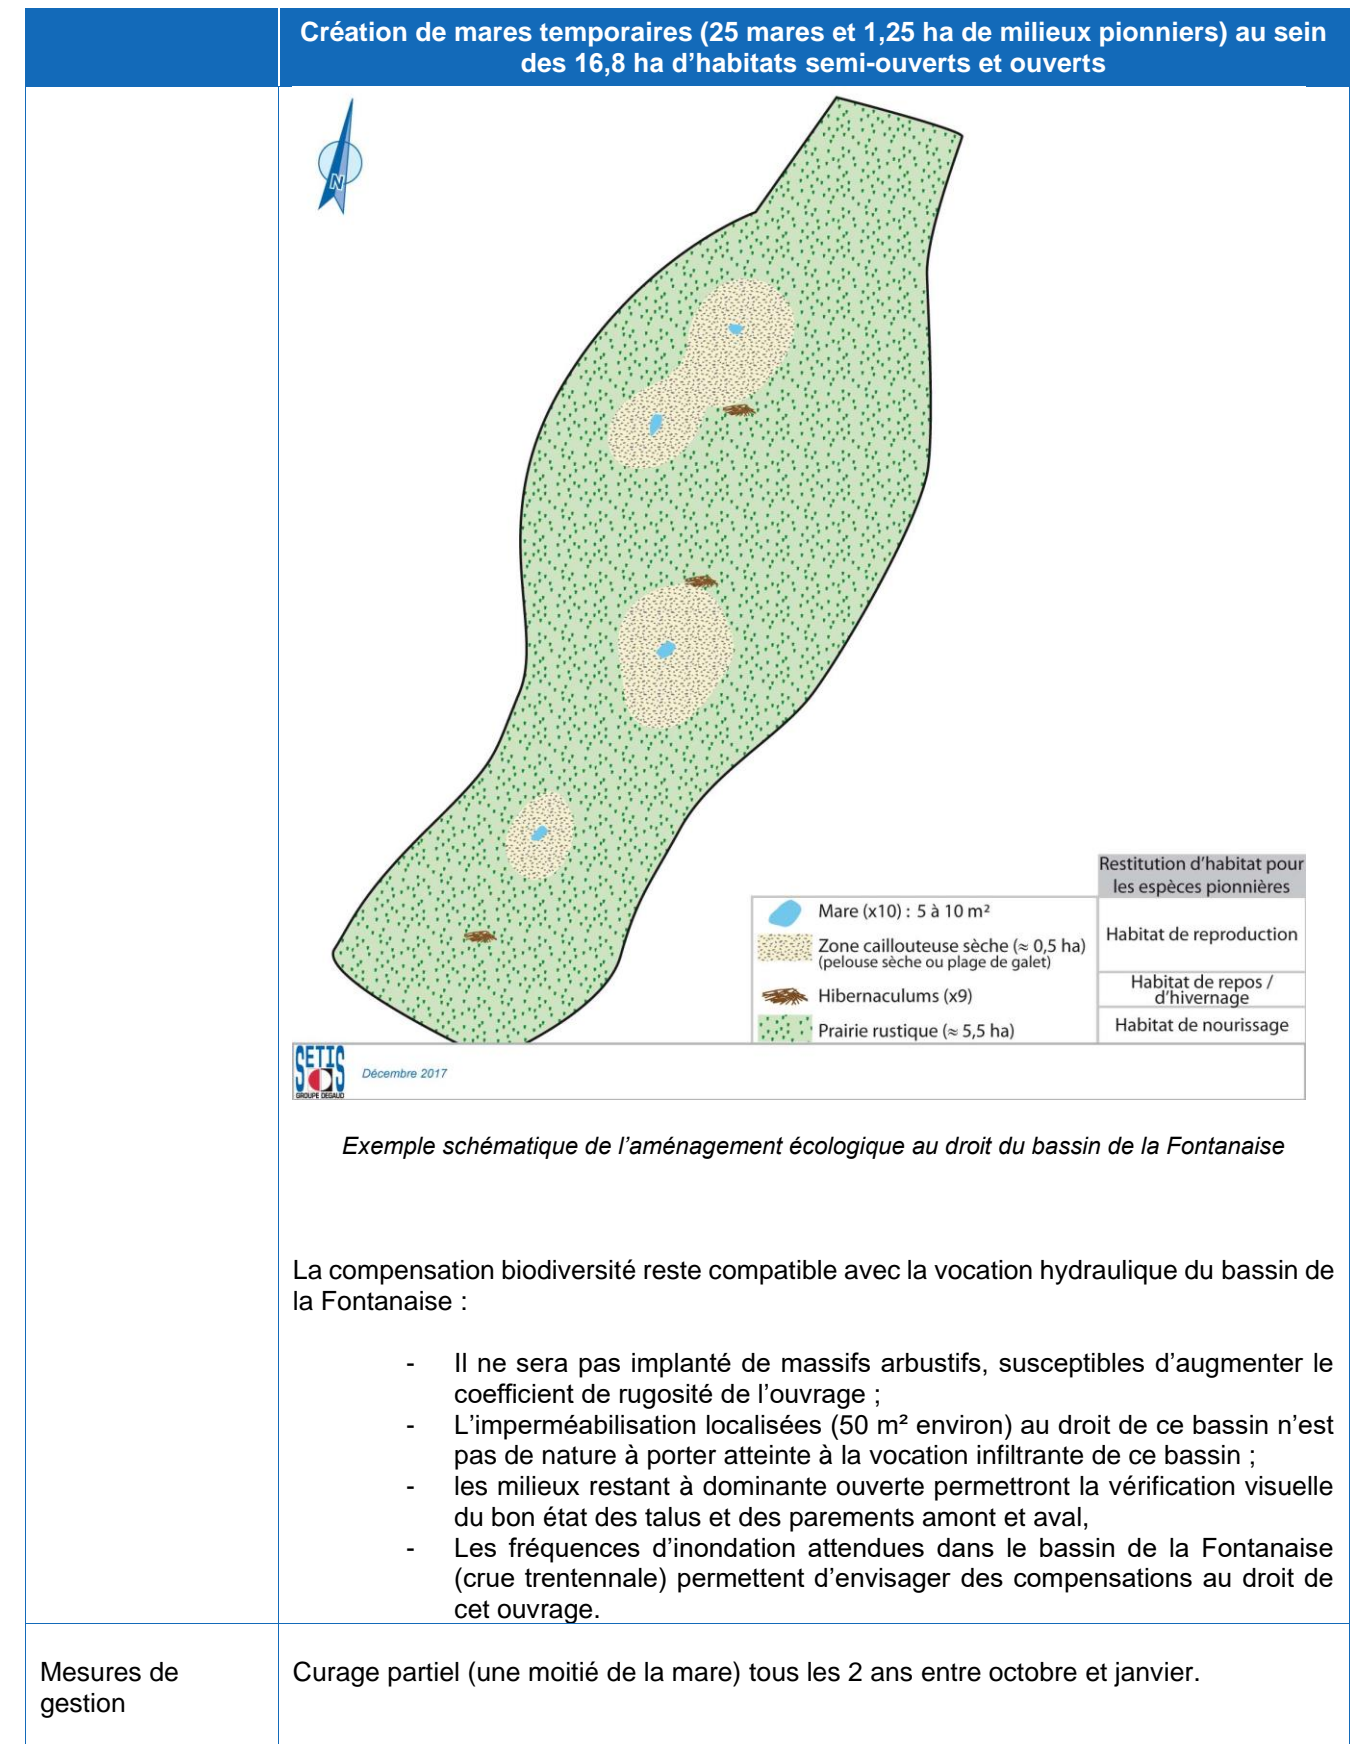 Création de mares temporaires (25 mares et 1,25 ha de milieux pionniers) au sein
des 16,8 ha d’habitats semi-ouverts et ouverts
N
Restitution d’habitat pour
les espèces pionnières
Mare (x10) : 5 à 10 m²
Habitat de reproduction
Zone caillouteuse sèche (≈ 0,5 ha)
(pelouse sèche ou plage de galet)
Hibernaculums (x9)
Habitat de repos /
d’hivernage
Prairie rustique (≈ 5,5 ha)
Habitat de nourissage
SETIS
GROUPE DEGAUD
Décembre 2017
Exemple schématique de l’aménagement écologique au droit du bassin de la Fontanaise
La compensation biodiversité reste compatible avec la vocation hydraulique du bassin de
la Fontanaise :
- Il ne sera pas implanté de massifs arbustifs, susceptibles d’augmenter le
coefficient de rugosité de l’ouvrage ;
- L’imperméabilisation localisées (50 m² environ) au droit de ce bassin n’est
pas de nature à porter atteinte à la vocation infiltrante de ce bassin ;
- les milieux restant à dominante ouverte permettront la vérification visuelle
du bon état des talus et des parements amont et aval,
- Les fréquences d’inondation attendues dans le bassin de la Fontanaise
(crue trentennale) permettent d’envisager des compensations au droit de
cet ouvrage.
Mesures de
gestion
Curage partiel (une moitié de la mare) tous les 2 ans entre octobre et janvier.